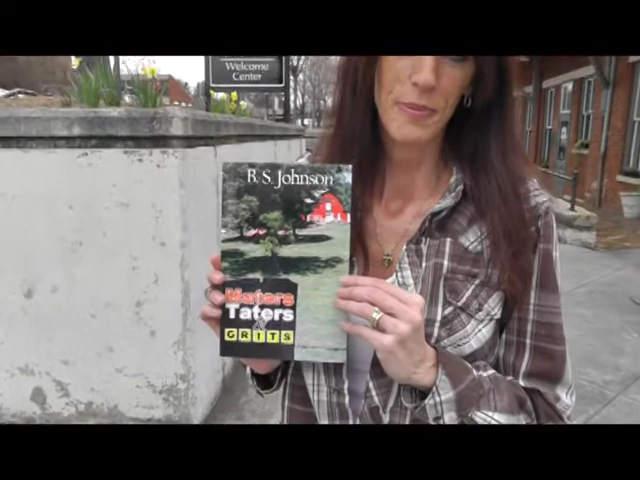 Welcome
Center
B. S. Johnson
Maters
Taters
&
GRITS